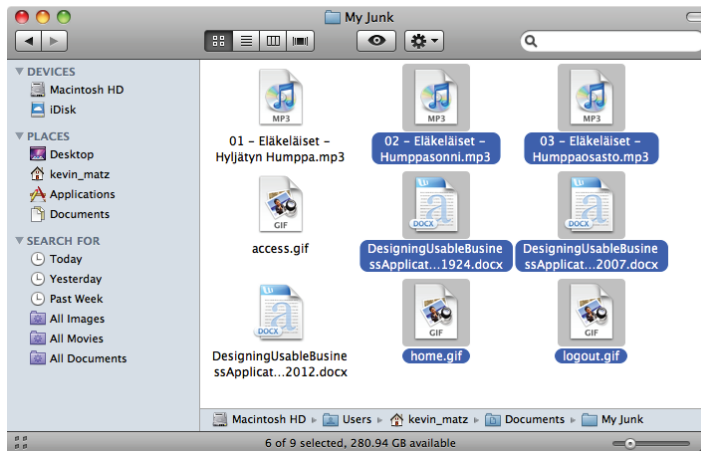 My Junk
DEVICES
Macintosh HD
iDisk
PLACES
Desktop
kevin_matz
Applications
Documents
SEARCH FOR
Today
Yesterday
Past Week
All Images
All Movies
All Documents
MP3
MP3
MP3
01 – Eläkeläiset –
Hyljätyn Humppa.mp3
02 – Eläkeläiset –
Humppasonni.mp3
03 – Eläkeläiset –
Humppaosasto.mp3
GIF
a
DOCX
a
DOCX
access.gif
DesigningUsableBusine
ssApplicat...1924.docx
DesigningUsableBusine
ssApplicat...2007.docx
a
DOCX
GIF
GIF
DesigningUsableBusine
ssApplicat...2012.docx
home.gif
logout.gif
Macintosh HD ▸ Users ▸ kevin_matz ▸ Documents ▸ My Junk
6 of 9 selected, 280.94 GB available